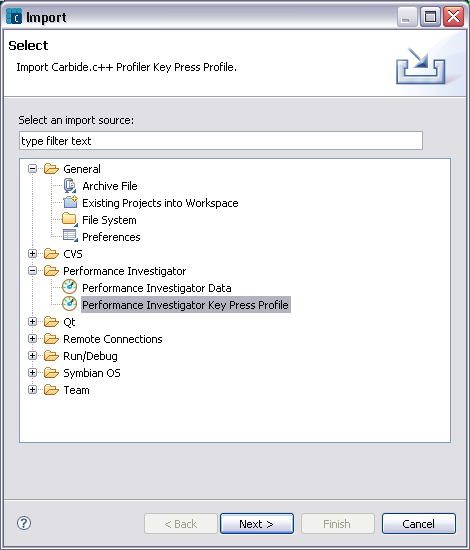 Import
Select
Import Carbide.c++ Profiler Key Press Profile.
Select an import source:
type filter text
General
Archive File
Existing Projects into Workspace
File System
Preferences
CVS
Performance Investigator
Performance Investigator Data
Performance Investigator Key Press Profile
Qt
Remote Connections
Run/Debug
Symbian OS
Team
< Back
Next >
Finish
Cancel